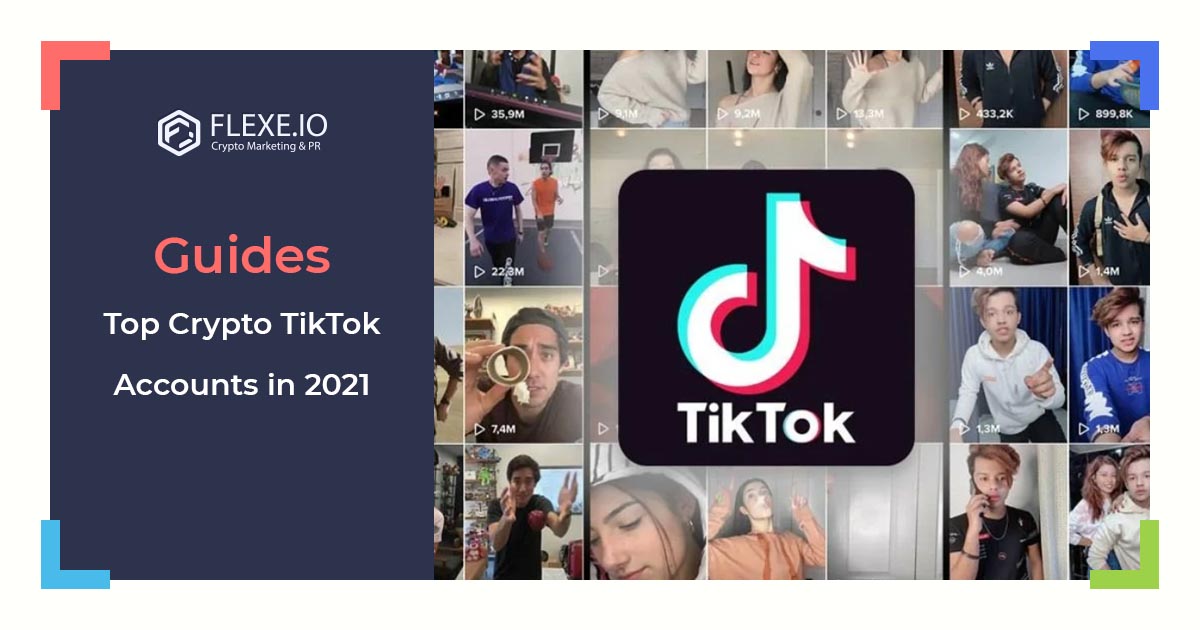 FLEXE.IO
Crypto Marketing & PR
Guides
Top Crypto TikTok
Accounts in 2021
35,9M
9,1M
9,2M
13,3M
433,2K
899,8K
22,3M
4,0M
1,4M
7,4M
1,3M
1,3M
TikTok